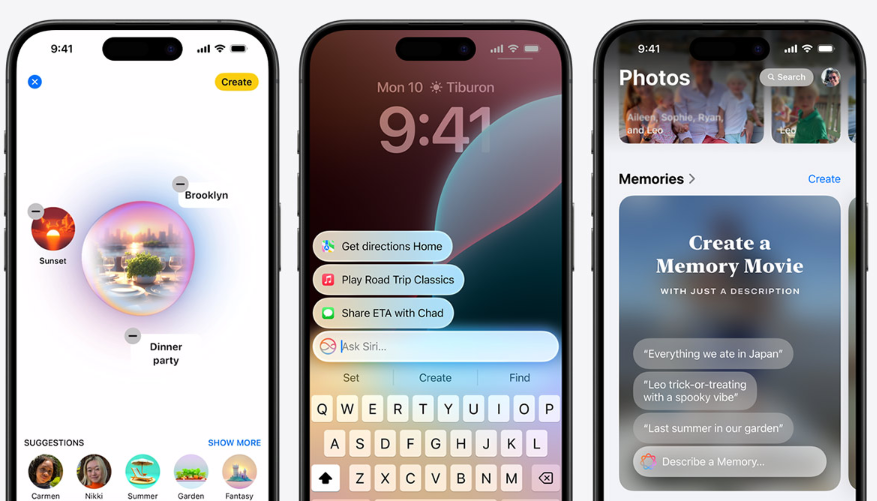 9:41
Create
Brooklyn
Sunset
Dinner
party
SUGGESTIONS
SHOW MORE
Carmen
Nikki
Summer
Garden
Fantasy
Mon 10 Tiburon
9:41
Get directions Home
Play Road Trip Classics
Share ETA with Chad
Ask Siri...
Set
Create
Find
Q W E R T Y U I O P
A S D F G H J K L
Z X C V B N M
9:41
Photos
Search
Aileen, Sophie, Ryan,
and Leo
Leo
Memories
Create
Create a
Memory Movie
WITH JUST A DESCRIPTION
“Everything we ate in Japan”
“Leo trick-or-treating
with a spooky vibe”
“Last summer in our garden”
Describe a Memory...